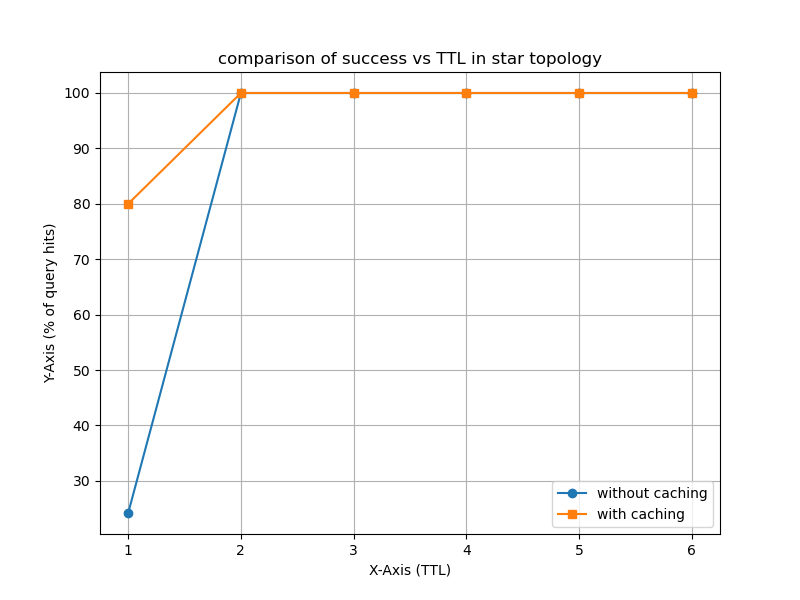 comparison of success vs TTL in star topology
Y-Axis (% of query hits)
100
90
80
70
60
50
40
30
without caching
with caching
1 2 3 4 5 6
X-Axis (TTL)